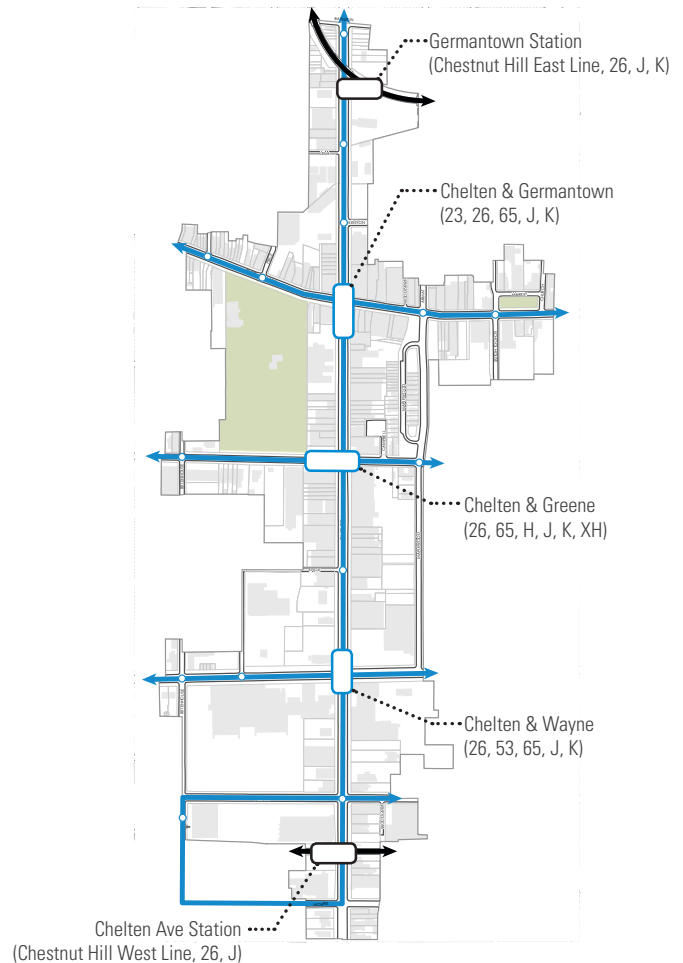 Germantown Station
(Chestnut Hill East Line, 26, J, K)
Chelten & Germantown
(23, 26, 65, J, K)
Chelten & Greene
(26, 65, H, J, K, XH)
Chelten & Wayne
(26, 53, 65, J, K)
Chelten Ave Station
(Chestnut Hill West Line, 26, J)